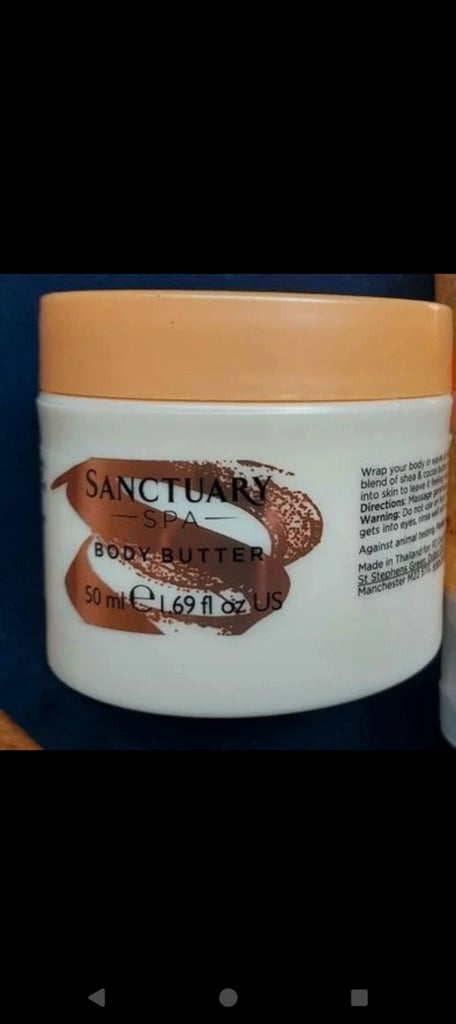 SANCTUARY
SPA
BODY BUTTER
50 ml e 1.69 fl oz US
Wrap your body in
blend of shea & cocoa
into skin to leave it feeling
Directions: Massage
Warning: Do not use
gets into eyes, rinse
Against animal testing.
Made in Thailand for
St Stephens Green,
Manchester M22